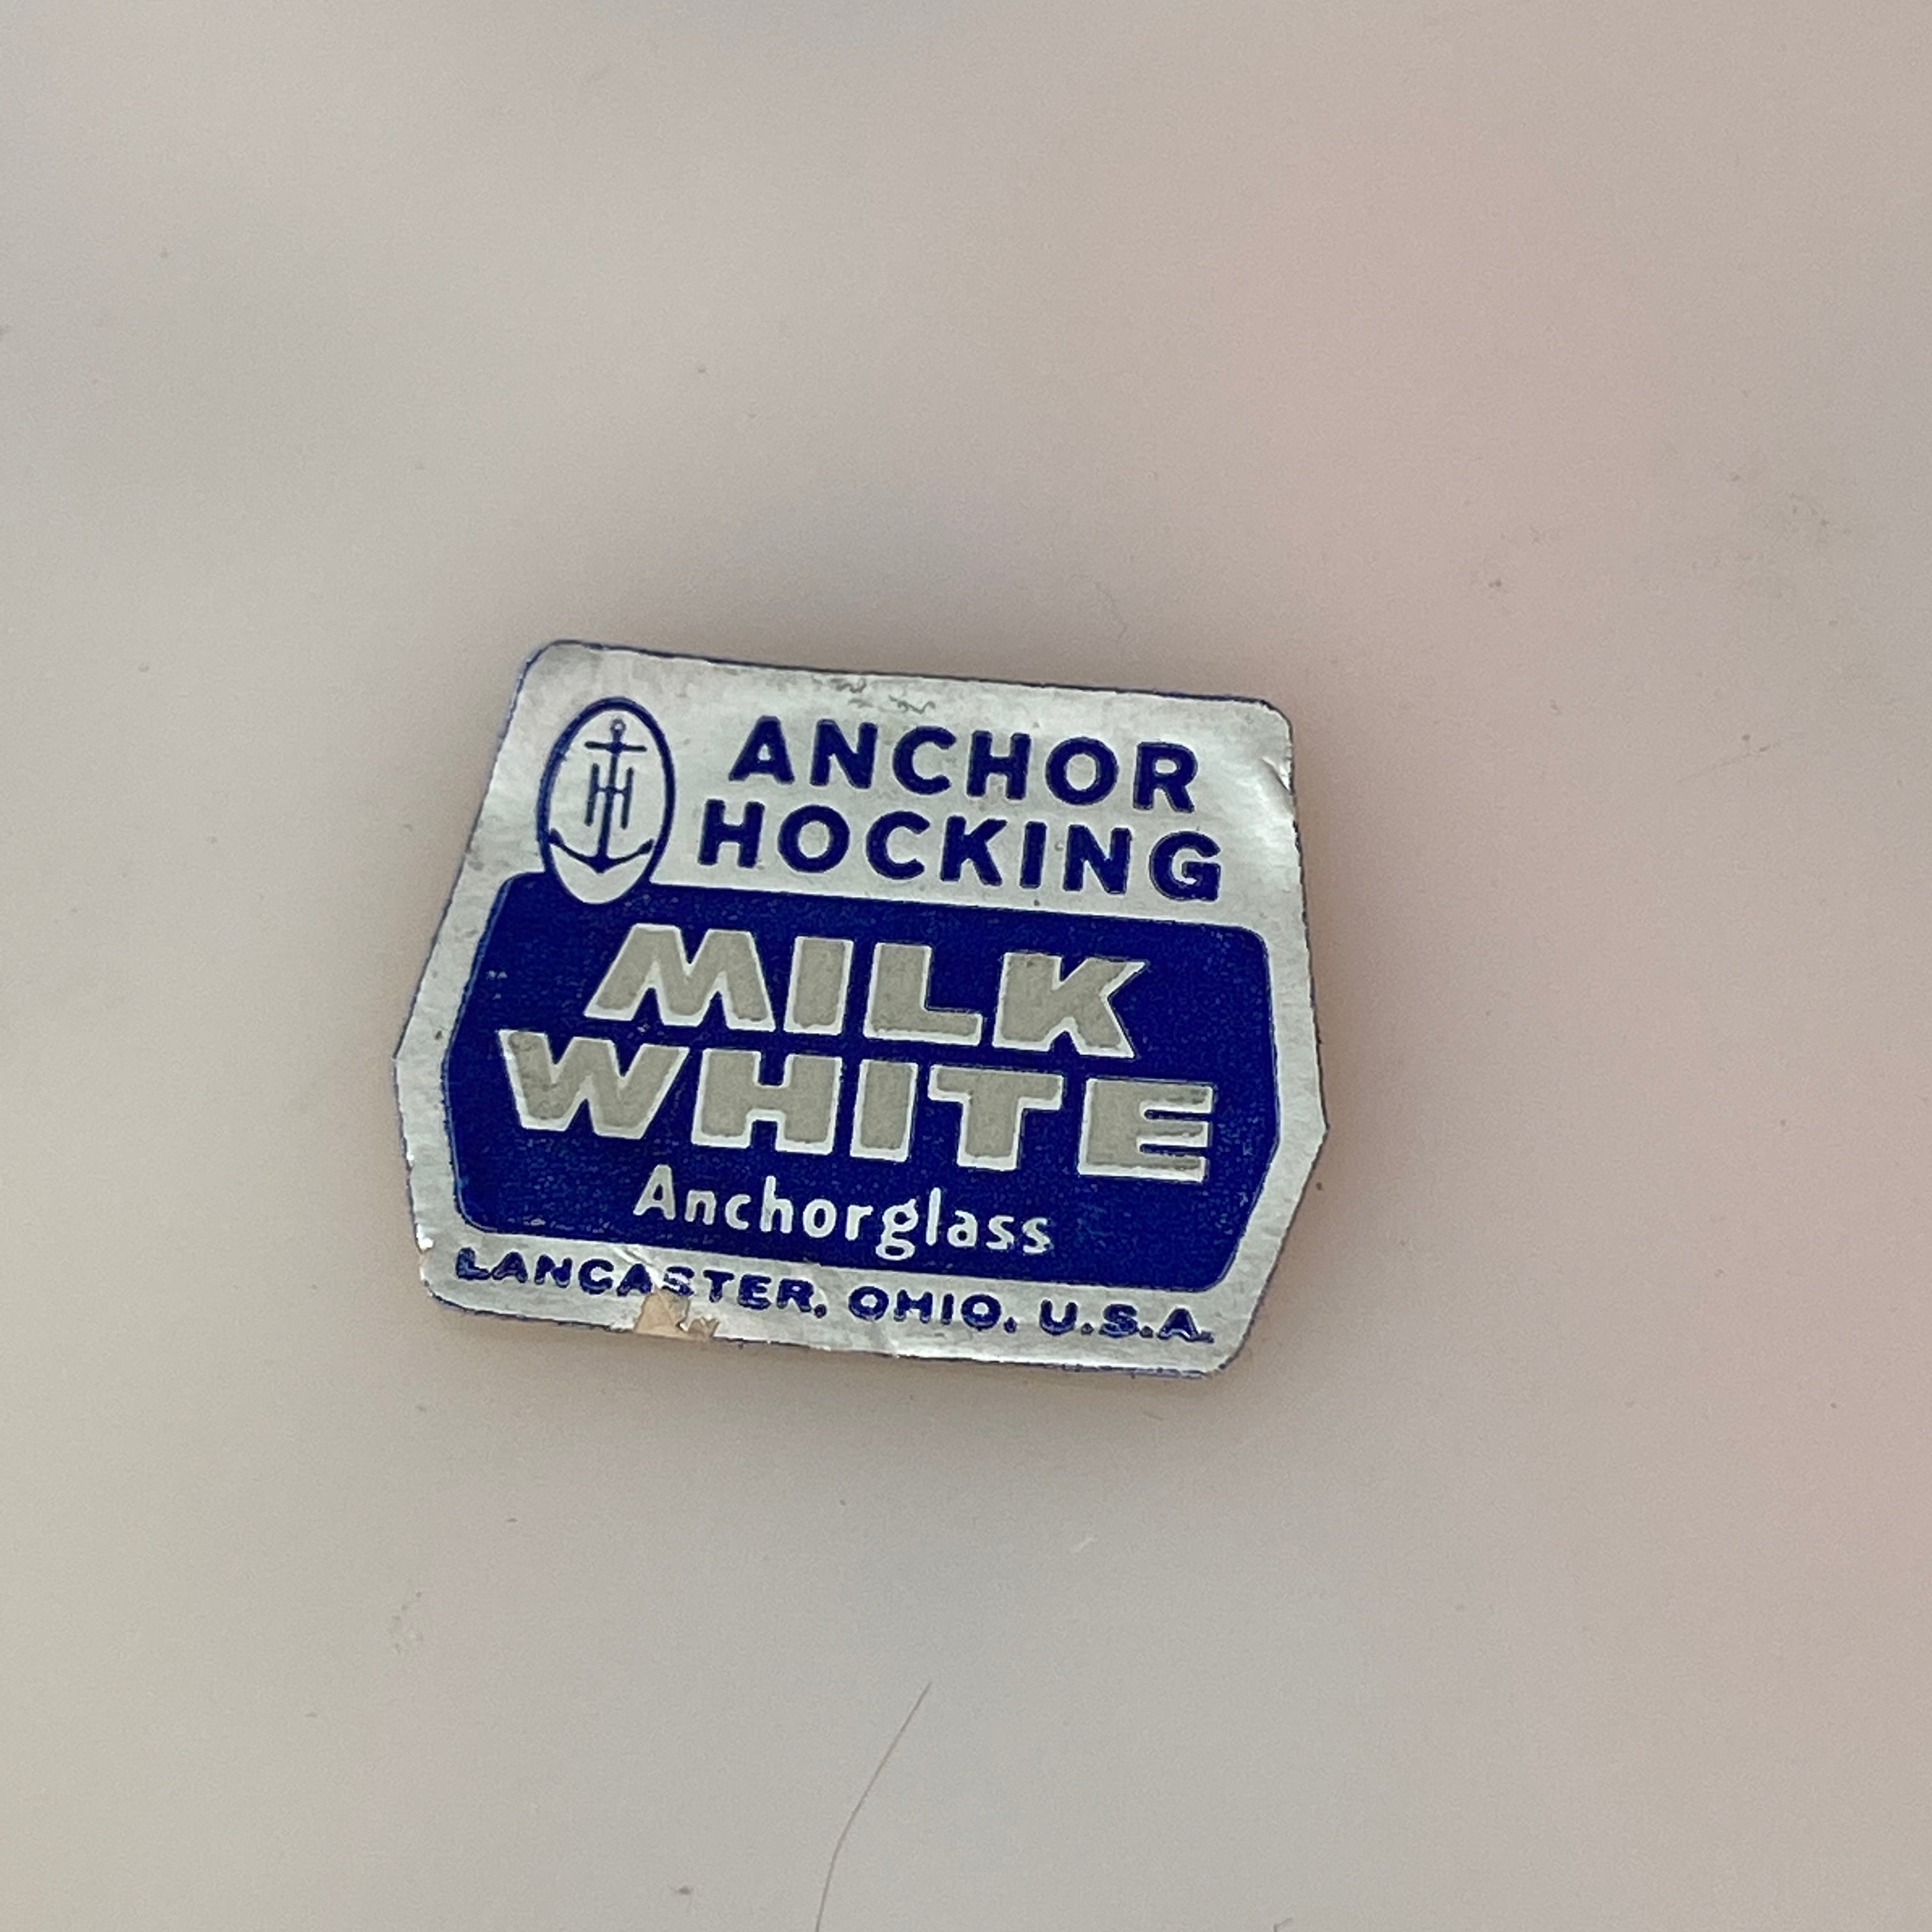 H
ANCHOR
HOCKING
MILK
WHITE
Anchorglass
LANCASTER, OHIO, U.S.A.